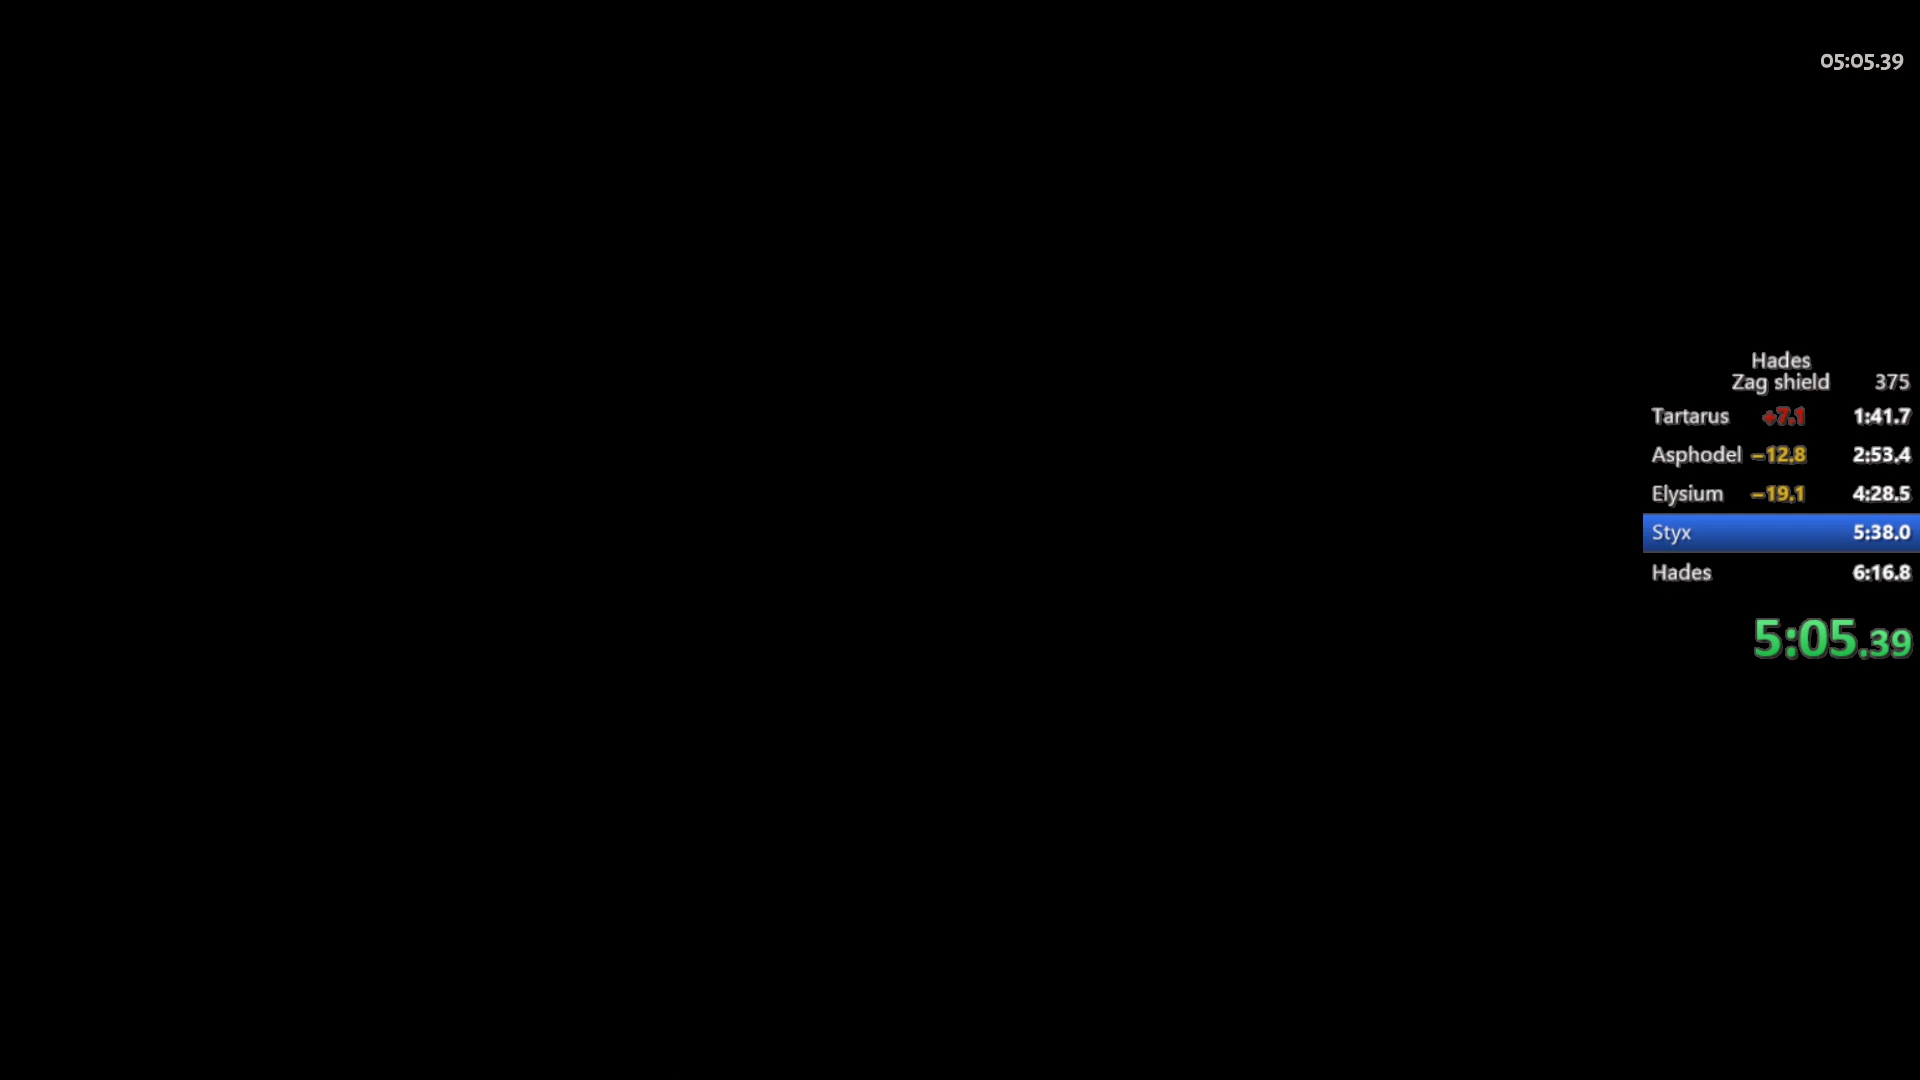 05:05.39
Hades
Zag shield 375
Tartarus +7.1 1:41.7
Asphodel −12.8 2:53.4
Elysium −19.1 4:28.5
Styx 5:38.0
Hades 6:16.8
5:05.39